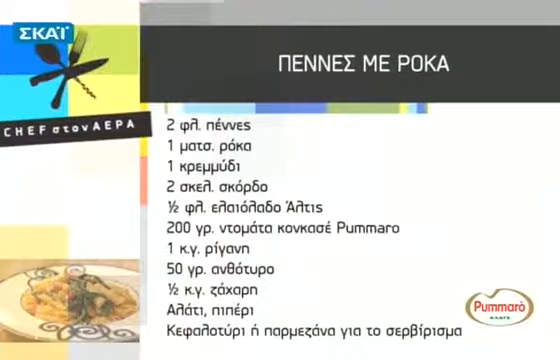 ΣΚΑΪ
ΠΕΝΝΕΣ ΜΕ ΡΟΚΑ
CHEF στον ΑΕΡΑ
2 φλ. πέννες
1 ματσ. ρόκα
1 κρεμμύδι
2 σκελ. σκόρδο
½ φλ. ελαιόλαδο Άλτις
200 γρ. ντομάτα κονκασέ Pummaro
1 κ.γ. ρίγανη
50 γρ. ανθότυρο
½ κ.γ. ζάχαρη
Αλάτι, πιπέρι
Κεφαλοτύρι ή παρμεζάνα για το σερβίρισμα
Pummarò